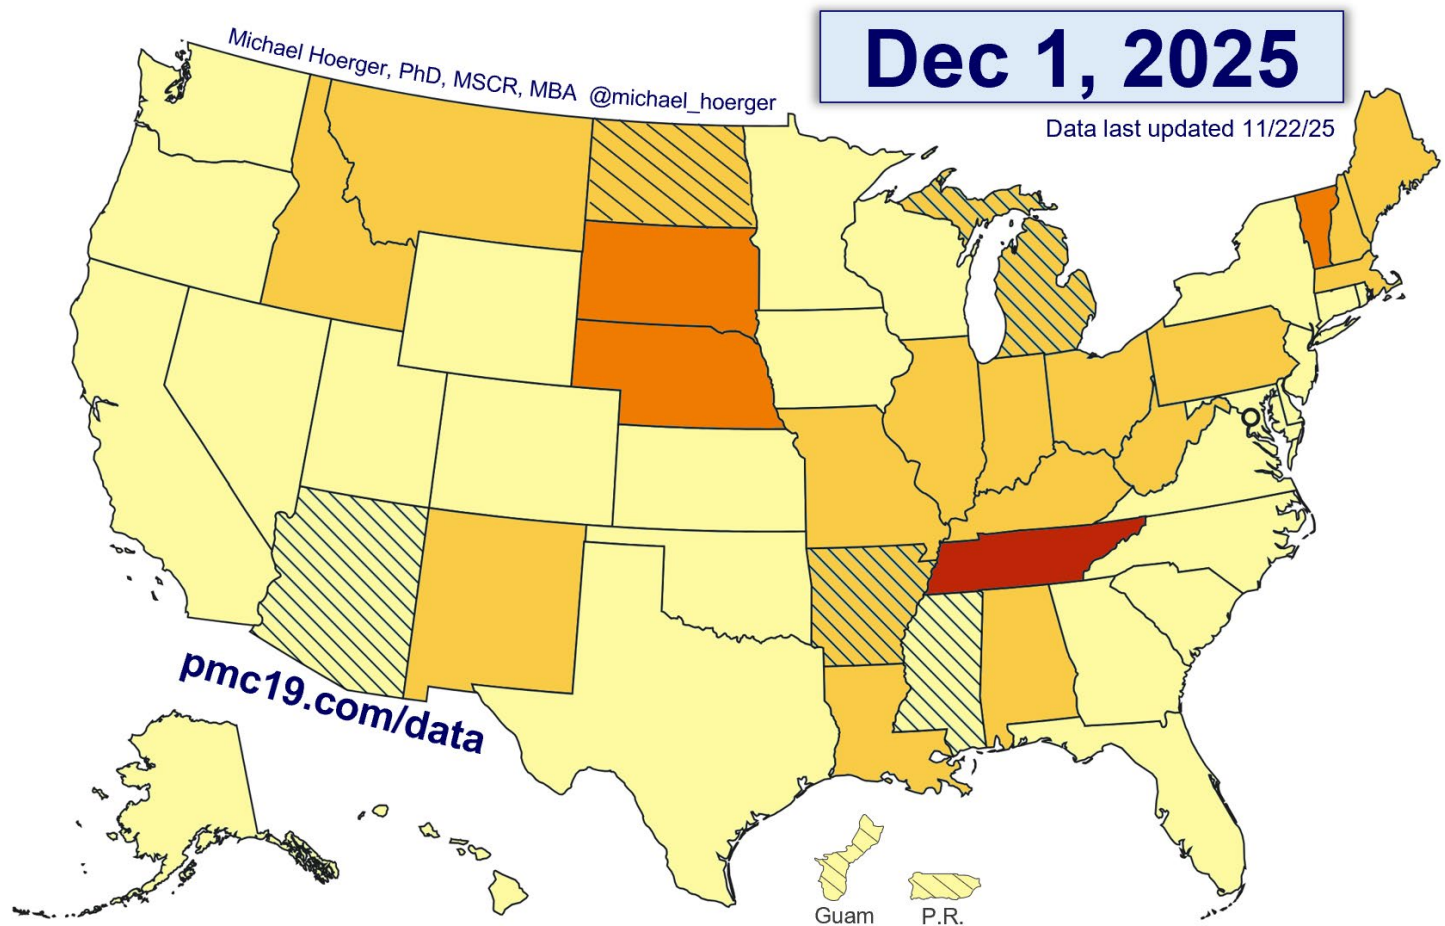 Michael Hoerger, PhD, MSCR, MBA @michael_hoerger
Dec 1, 2025
Data last updated 11/22/25
pmc19.com/data
Guam
P.R.